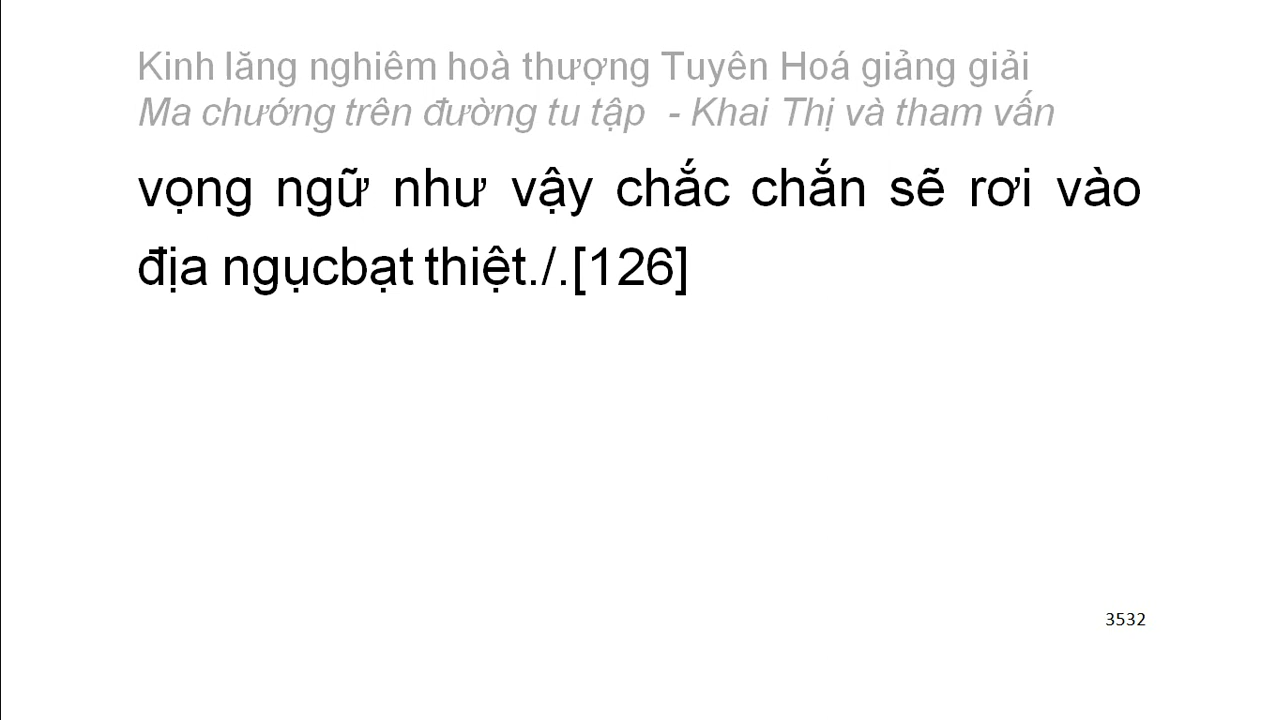 Kinh lăng nghiêm hoà thượng Tuyên Hoá giảng giải
Ma chướng trên đường tu tập  - Khai Thị và tham vấn
vọng ngữ như vậy chắc chắn sẽ rơi vào
địa ngụcbạt thiệt./.[126]
3532